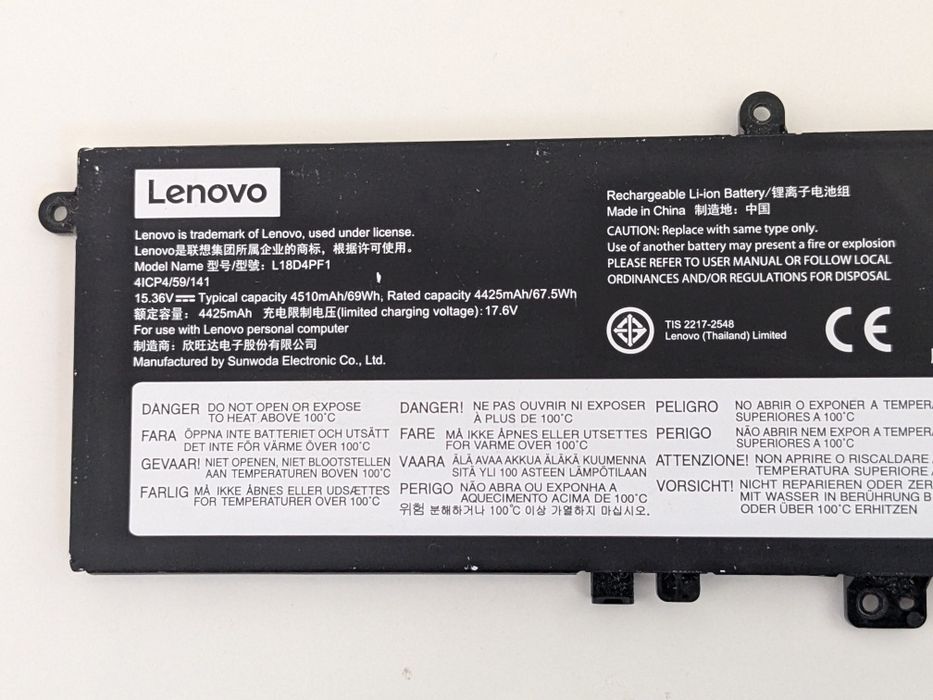 Lenovo
Lenovo is trademark of Lenovo, used under license.
Lenovo是联想集团所属企业的商标，根据许可使用。
Model Name 型号/型號：L18D4PF1
4ICP4/59/141
15.36V⎓ Typical capacity 4510mAh/69Wh, Rated capacity 4425mAh/67.5Wh
额定容量： 4425mAh 充电限制电压(limited charging voltage)：17.6V
For use with Lenovo personal computer
制造商：欣旺达电子股份有限公司
Manufactured by Sunwoda Electronic Co., Ltd.
Rechargeable Li-ion Battery/锂离子电池组
Made in China 制造地：中国
CAUTION: Replace with same type only.
Use of another battery may present a fire or explosion
PLEASE REFER TO USER MANUAL OR FOLLOW LOCAL
ORDINANCES AND/OR REGULATIONS FOR DISPOSAL
TIS 2217-2548
Lenovo (Thailand) Limited
CE
DANGER DO NOT OPEN OR EXPOSE
TO HEAT ABOVE 100°C
FARA ÖPPNA INTE BATTERIET OCH UTSÄTT
DET INTE FÖR VÄRME ÖVER 100°C
GEVAAR! NIET OPENEN, NIET BLOOTSTELLEN
AAN TEMPERATUREN BOVEN 100°C
FARLIG MÅ IKKE ÅBNES ELLER UDSÆTTES
FOR TEMPERATURER OVER 100°C
DANGER! NE PAS OUVRIR NI EXPOSER
À PLUS DE 100°C
FARE MÅ IKKE ÅPNES ELLER UTSETTES
FOR VARME OVER 100°C
VAARA ÄLÄ AVAA AKKUA ÄLÄKÄ KUUMENNA
SITÄ YLI 100 ASTEEN LÄMPÖTILAAN
PERIGO NÃO ABRA OU EXPONHA A
AQUECIMENTO ACIMA DE 100°C
위험 분해하거나 100℃ 이상 가열하지 마십시오.
PELIGRO NO ABRIR O EXPONER A TEMPERA
SUPERIORES A 100°C
PERIGO NÃO ABRIR NEM EXPOR A TEMPERA
SUPERIORES A 100°C
ATTENZIONE! NON APRIRE O RISCALDARE
TEMPERATURA SUPERIORE
VORSICHT! NICHT REPARIEREN ODER ZER
MIT WASSER IN BERÜHRUNG B
ODER ÜBER 100°C ERHITZEN